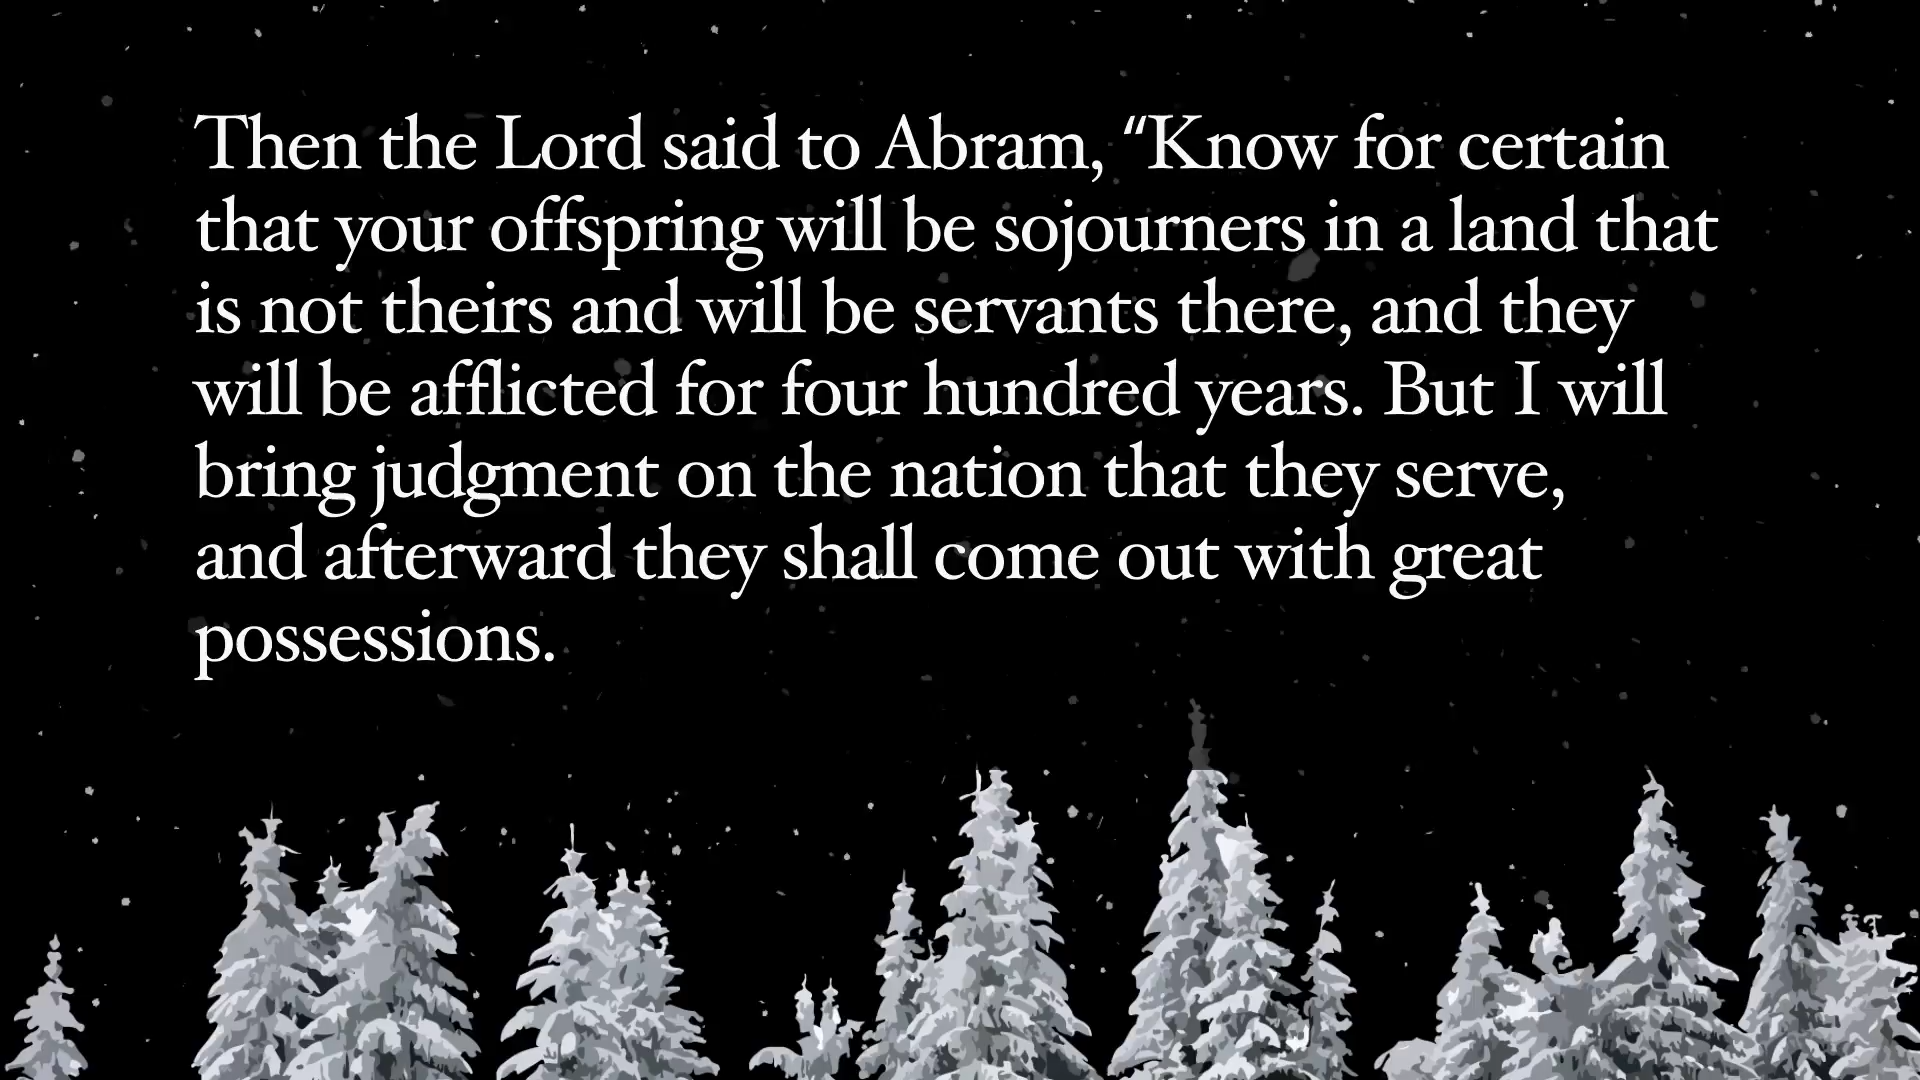 Then the Lord said to Abram, “Know for certain
that your offspring will be sojourners in a land that
is not theirs and will be servants there, and they
will be afflicted for four hundred years. But I will
bring judgment on the nation that they serve,
and afterward they shall come out with great
possessions.